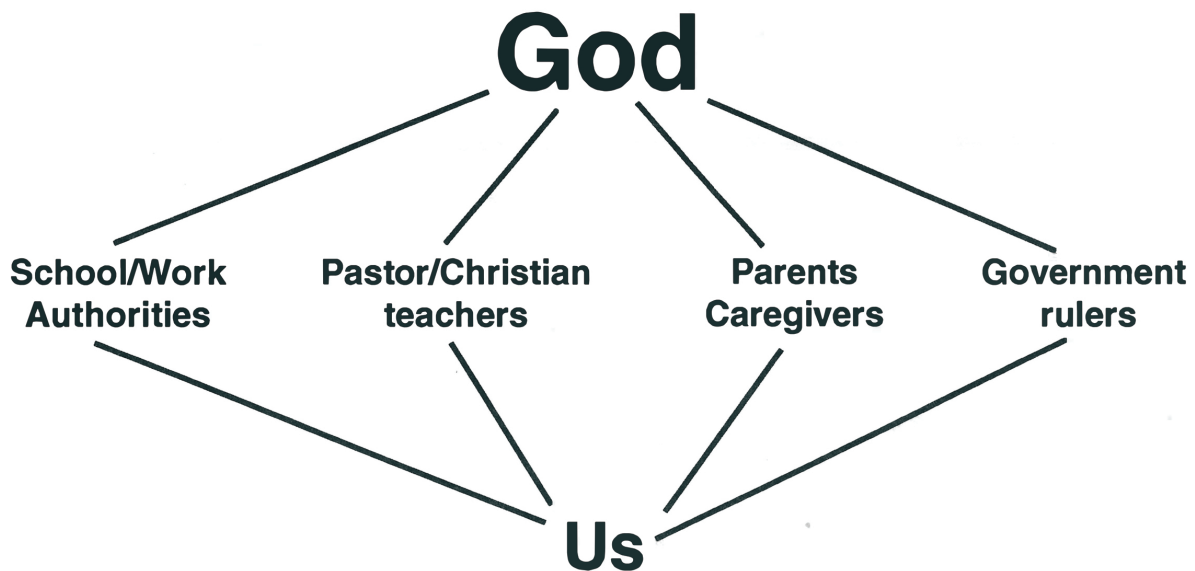 God
School/Work
Authorities
Pastor/Christian
teachers
Parents
Caregivers
Government
rulers
Us